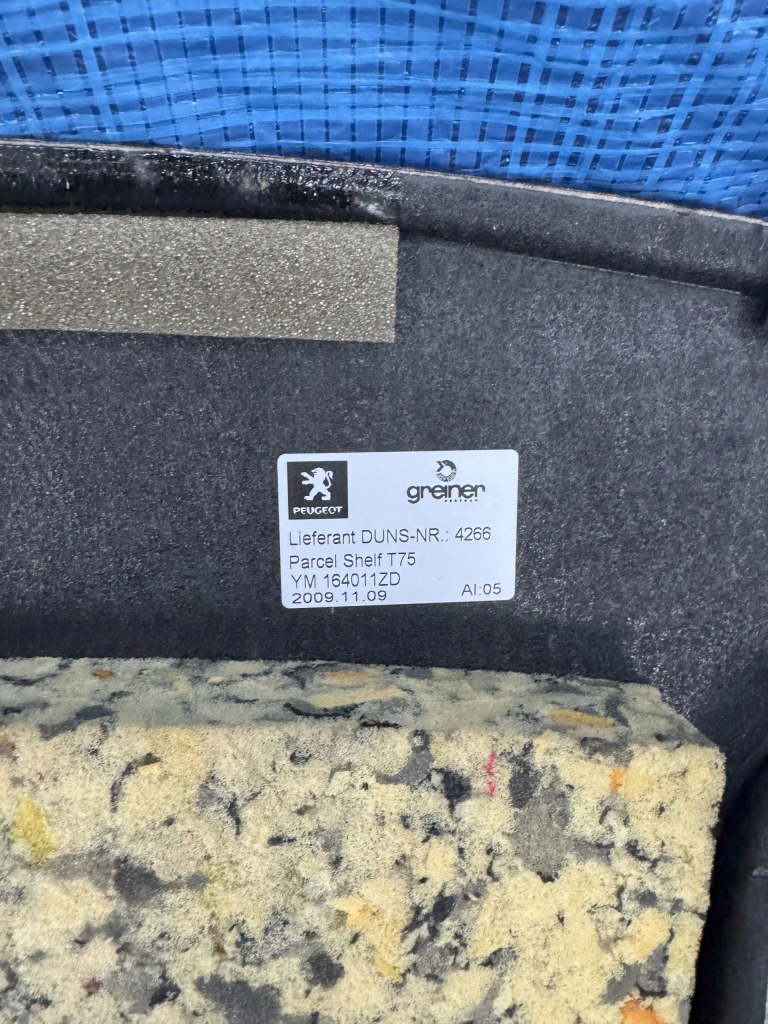 PEUGEOT
greiner
Lieferant DUNS-NR.: 4266
Parcel Shelf T75
YM 164011ZD
2009.11.09 AI:05